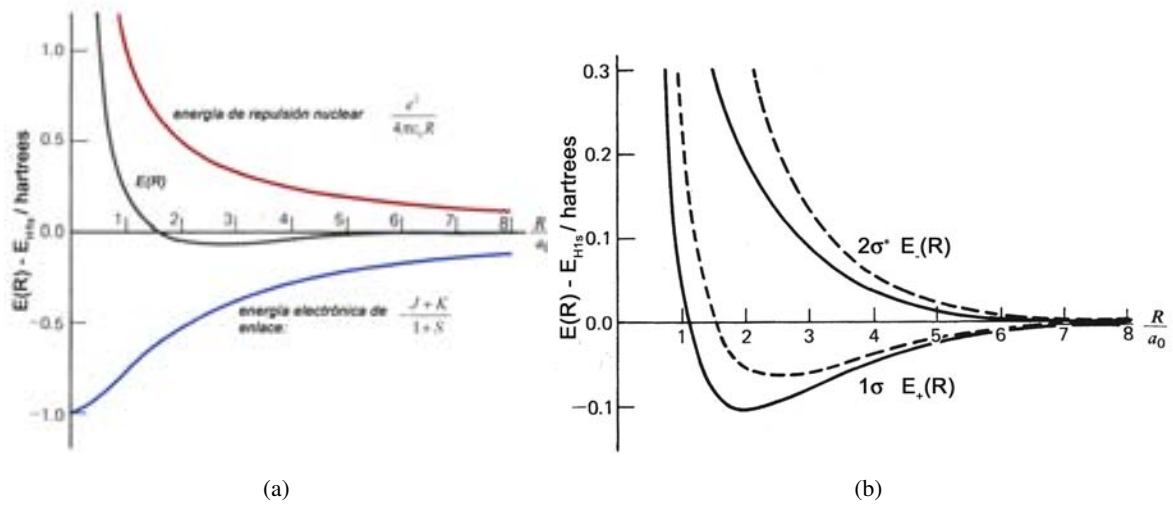 E(R) - E_H1s / hartrees
1.0
0.5
0.0
-0.5
-1.0
energía de repulsión nuclear e² / 4πε₀R
E(R)
1 2 3 4 5 6 7 8 R/a₀
energía electrónica de J + K / 1 + S
enlace:
(a)
E(R) - E_H1s / hartrees
0.3
0.2
0.1
0.0
-0.1
2σ* E_-(R)
1 2 3 4 5 6 7 8 R/a₀
1σ E_+(R)
(b)